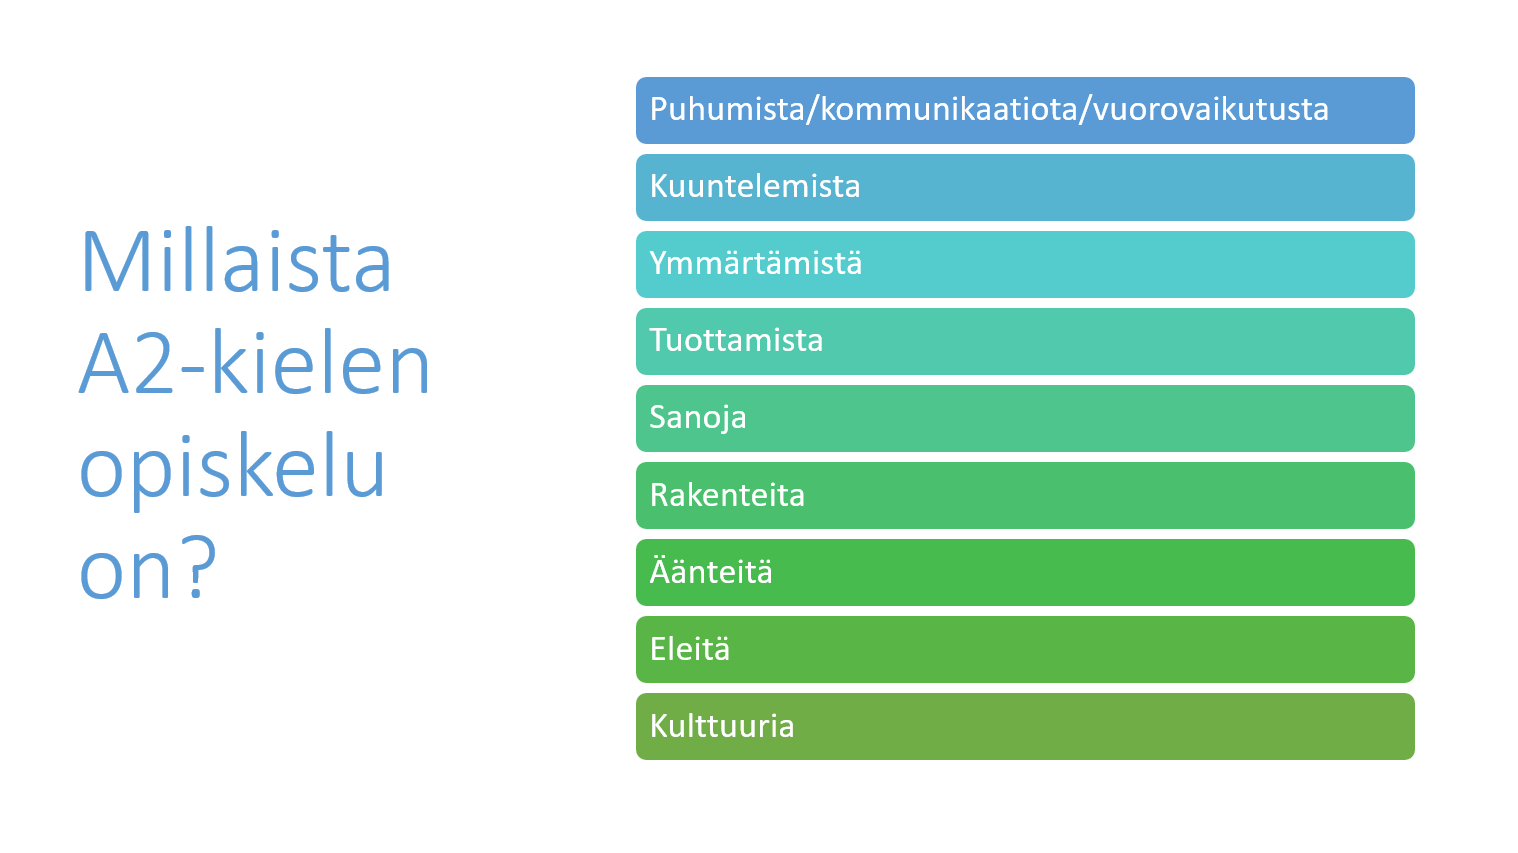 Millaista
A2-kielen
opiskelu
on?
Puhumista/kommunikaatiota/vuorovaikutusta
Kuuntelemista
Ymmärtämistä
Tuottamista
Sanoja
Rakenteita
Äänteitä
Eleitä
Kulttuuria